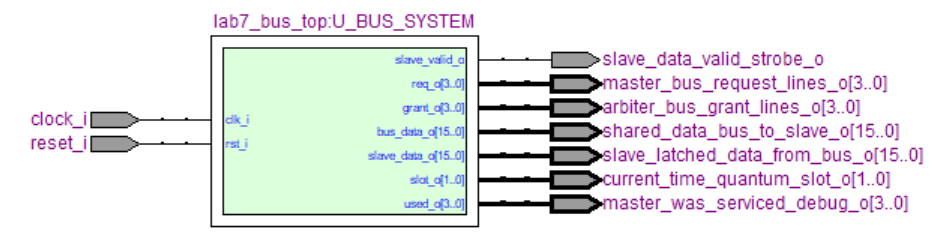 lab7_bus_top:U_BUS_SYSTEM
slave_valid_o slave_data_valid_strobe_o
req_o[3..0] master_bus_request_lines_o[3..0]
clock_i clk_i grant_o[3..0] arbiter_bus_grant_lines_o[3..0]
reset_i rst_i bus_data_o[15..0] shared_data_bus_to_slave_o[15..0]
slave_data_o[15..0] slave_latched_data_from_bus_o[15..0]
slot_o[1..0] current_time_quantum_slot_o[1..0]
used_o[3..0] master_was_serviced_debug_o[3..0]